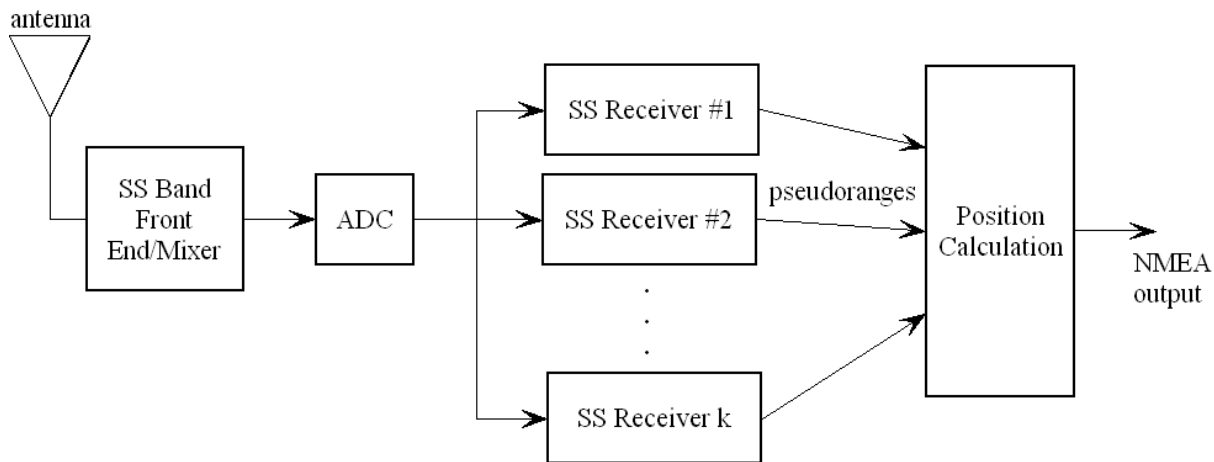 antenna
SS Band
Front
End/Mixer
ADC
SS Receiver #1
SS Receiver #2
.
.
.
SS Receiver k
pseudoranges
Position
Calculation
NMEA
output